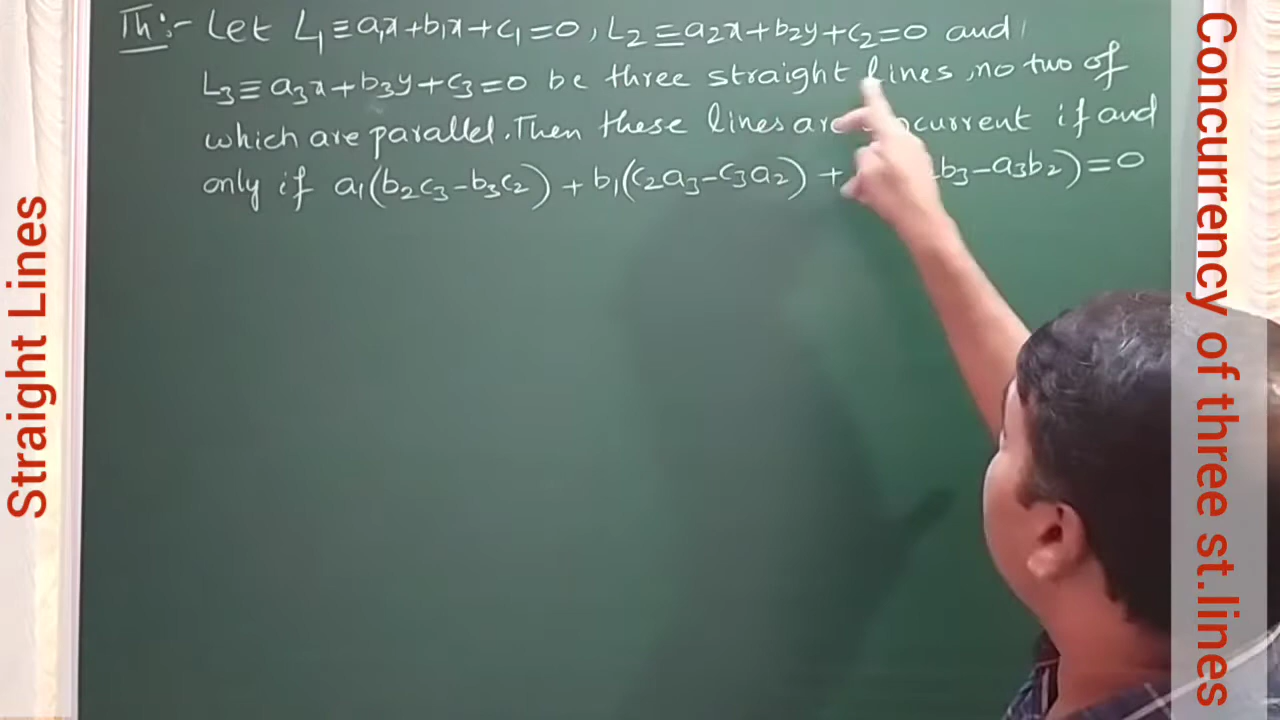 Th:- Let L₁ ≡ a₁x+b₁x+c₁=0, L₂ ≡ a₂x+b₂y+c₂=0 and
L₃ ≡ a₃x+b₃y+c₃=0 be three straight lines, no two of
which are parallel. Then these lines are if and
only if a₁(b₂c₃-b₃c₂) + b₁(c₂a₃-c₃a₂) + b₃-a₃b₂)=0
Straight Lines
Concurrency of three st.lines